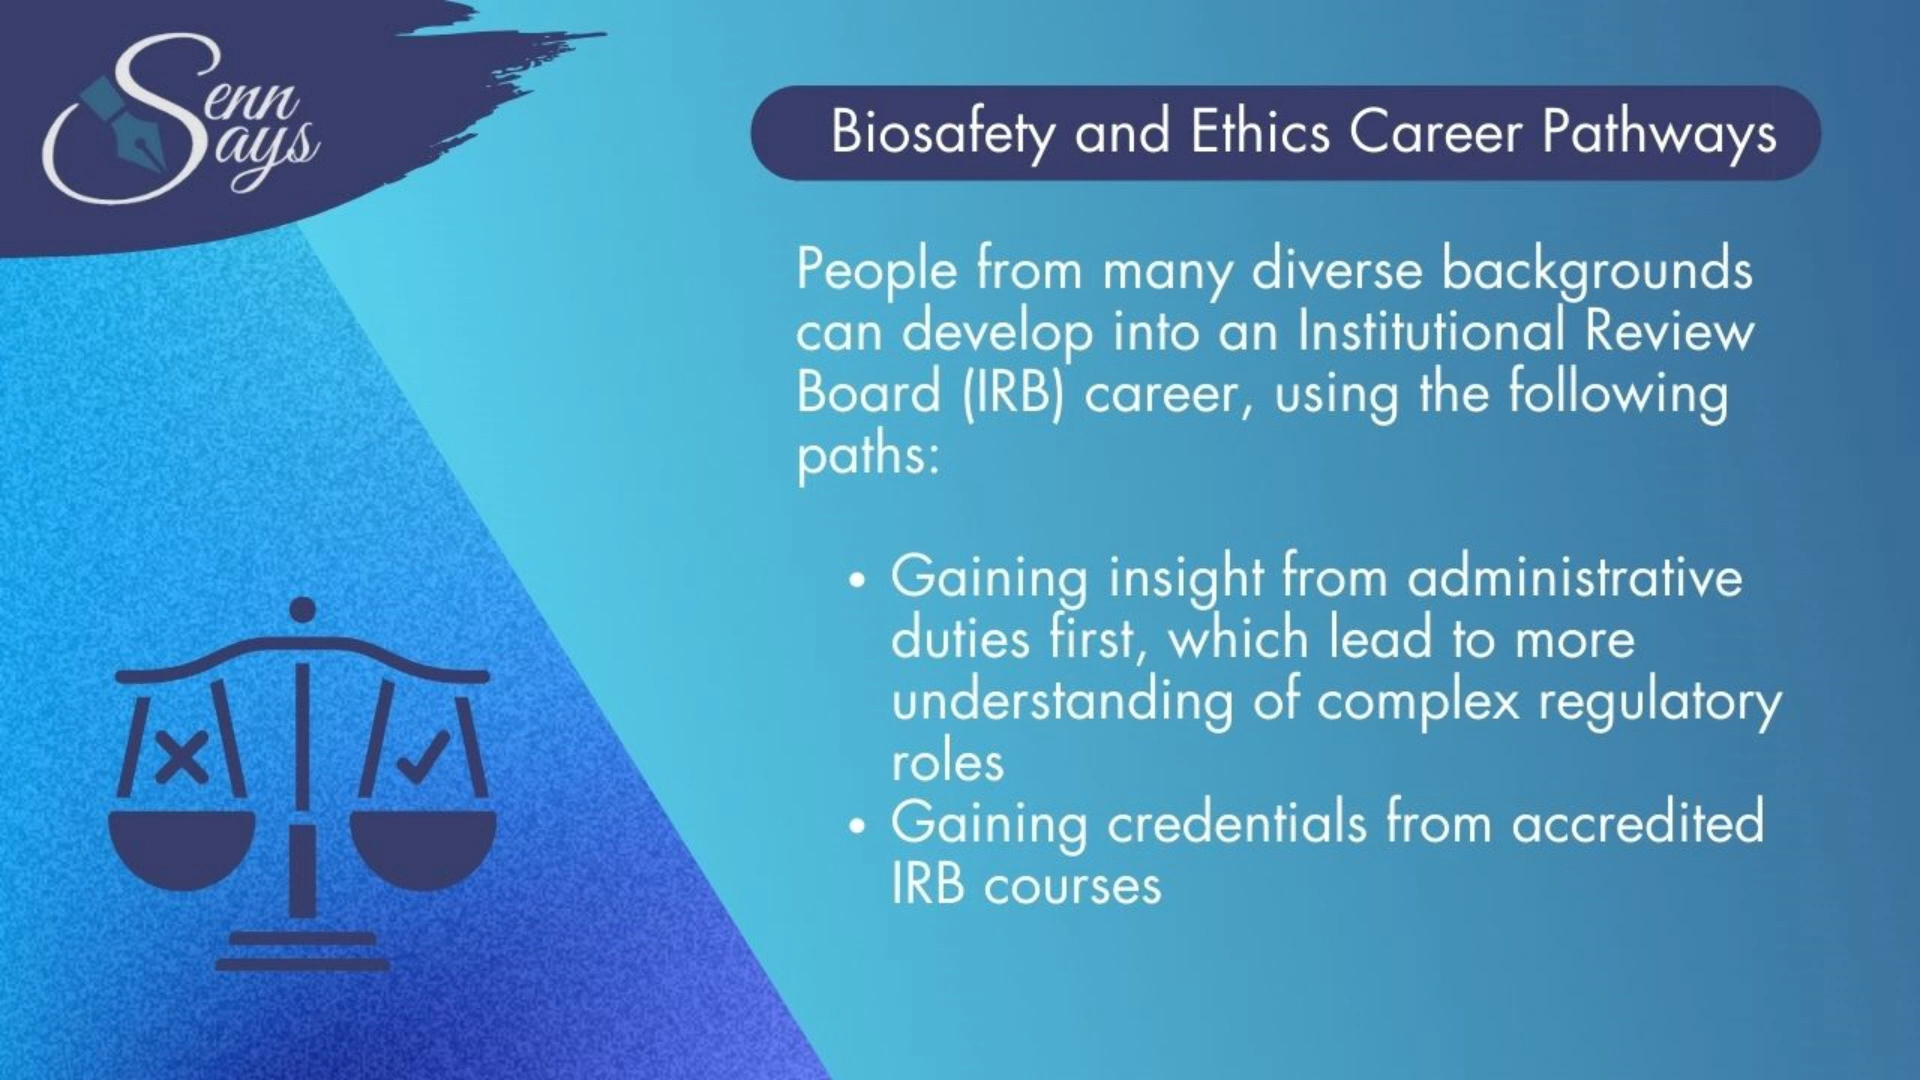 Senn
Says
Biosafety and Ethics Career Pathways
People from many diverse backgrounds
can develop into an Institutional Review
Board (IRB) career, using the following
paths:
• Gaining insight from administrative
duties first, which lead to more
understanding of complex regulatory
roles
• Gaining credentials from accredited
IRB courses